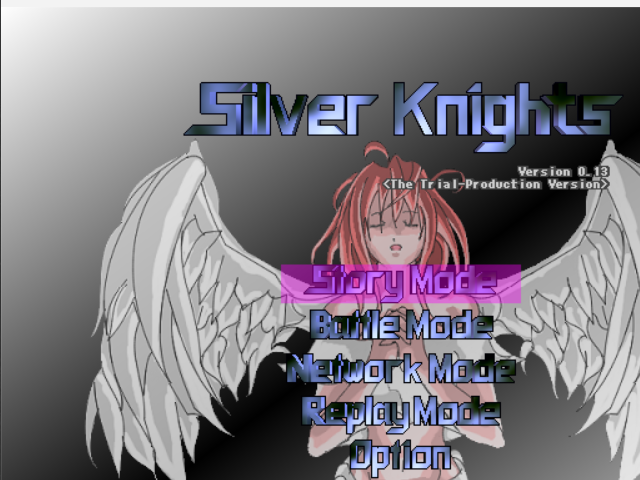 Silver Knights
Version 0.13
<The Trial-Production Version>
Story Mode
Battle Mode
Network Mode
Replay Mode
Option